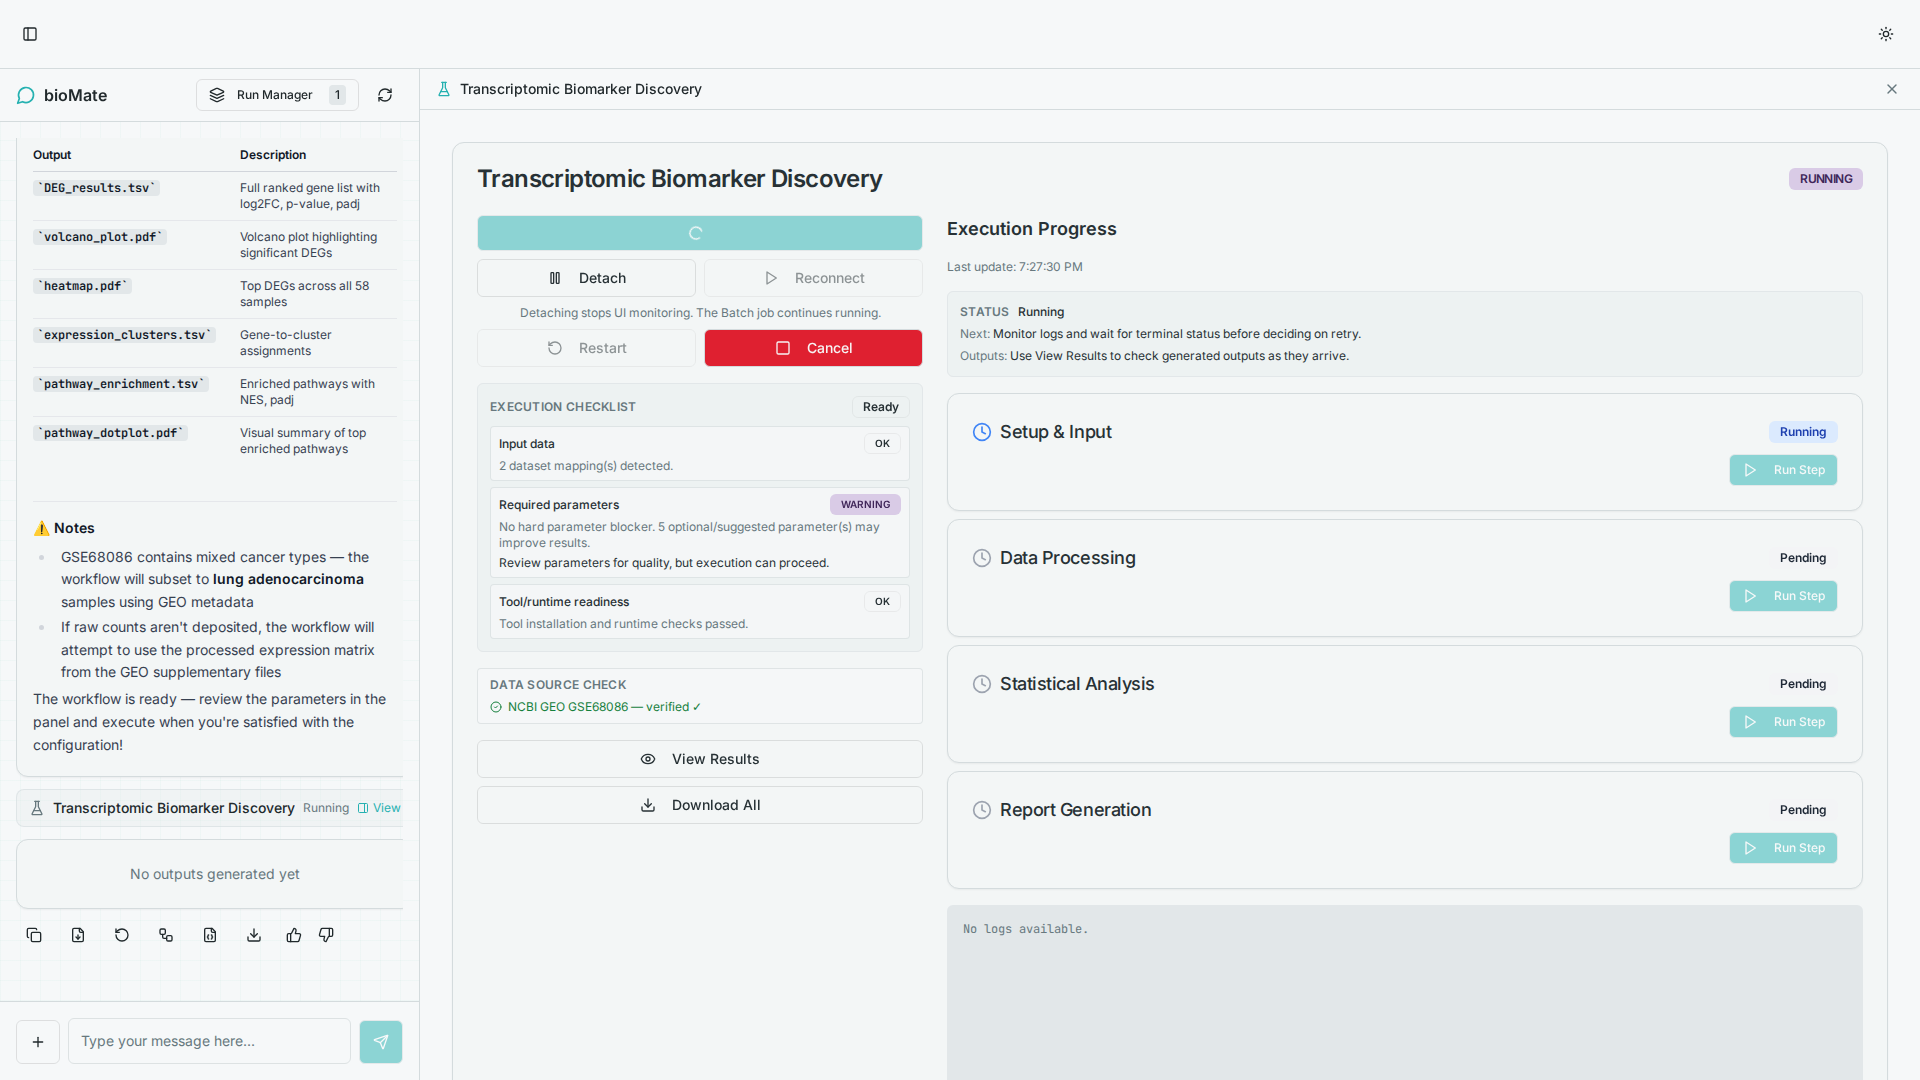 bioMate
Run Manager 1
Output Description
`DEG_results.tsv` Full ranked gene list with
log2FC, p-value, padj
`volcano_plot.pdf` Volcano plot highlighting
significant DEGs
`heatmap.pdf` Top DEGs across all 58
samples
`expression_clusters.tsv` Gene-to-cluster
assignments
`pathway_enrichment.tsv` Enriched pathways with
NES, padj
`pathway_dotplot.pdf` Visual summary of top
enriched pathways
⚠️ Notes
GSE68086 contains mixed cancer types — the
workflow will subset to lung adenocarcinoma
samples using GEO metadata
If raw counts aren't deposited, the workflow will
attempt to use the processed expression matrix
from the GEO supplementary files
The workflow is ready — review the parameters in the
panel and execute when you're satisfied with the
configuration!
Transcriptomic Biomarker Discovery Running View
No outputs generated yet
Type your message here...
Transcriptomic Biomarker Discovery
Transcriptomic Biomarker Discovery
RUNNING
Detach Reconnect
Detaching stops UI monitoring. The Batch job continues running.
Restart Cancel
EXECUTION CHECKLIST Ready
Input data OK
2 dataset mapping(s) detected.
Required parameters WARNING
No hard parameter blocker. 5 optional/suggested parameter(s) may
improve results.
Review parameters for quality, but execution can proceed.
Tool/runtime readiness OK
Tool installation and runtime checks passed.
DATA SOURCE CHECK
NCBI GEO GSE68086 — verified ✓
View Results
Download All
Execution Progress
Last update: 7:27:30 PM
STATUS Running
Next: Monitor logs and wait for terminal status before deciding on retry.
Outputs: Use View Results to check generated outputs as they arrive.
Setup & Input Running
Run Step
Data Processing Pending
Run Step
Statistical Analysis Pending
Run Step
Report Generation Pending
Run Step
No logs available.